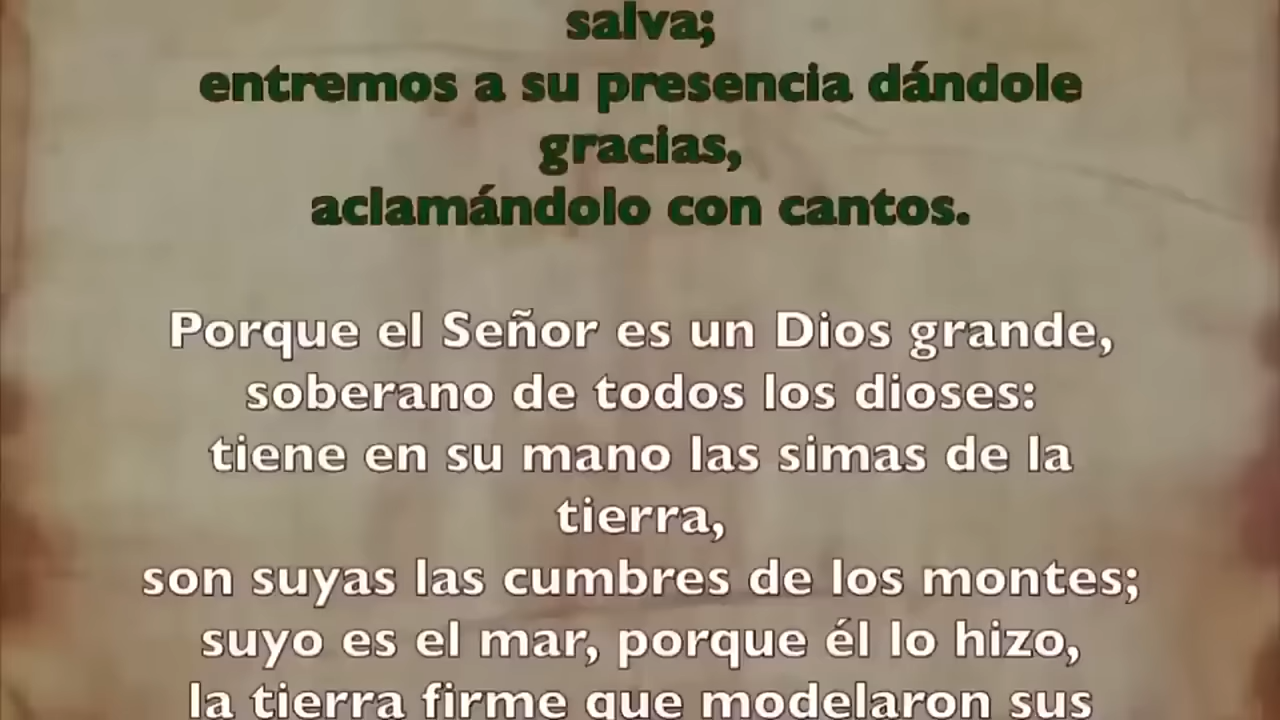 salva;
entremos a su presencia dándole
gracias,
aclamándolo con cantos.
Porque el Señor es un Dios grande,
soberano de todos los dioses:
tiene en su mano las simas de la
tierra,
son suyas las cumbres de los montes;
suyo es el mar, porque él lo hizo,
la tierra firme que modelaron sus